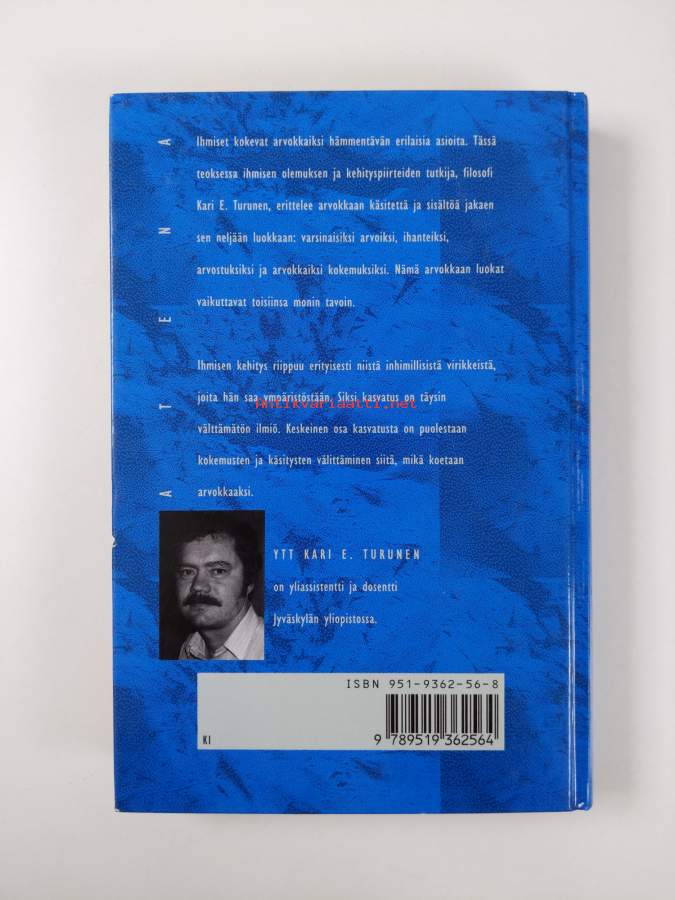 Ihmiset kokevat arvokkaiksi hämmentävän erilaisia asioita. Tässä
teoksessa ihmisen olemuksen ja kehityspiirteiden tutkija, filosofi
Kari E. Turunen, erittelee arvokkaan käsitettä ja sisältöä jakaen
sen neljään luokkaan: varsinaisiksi arvoiksi, ihanteiksi,
arvostuksiksi ja arvokkaiksi kokemuksiksi. Nämä arvokkaan luokat
vaikuttavat toisiinsa monin tavoin.
Ihmisen kehitys riippuu erityisesti niistä inhimillisistä virikkeistä,
joita hän saa ympäristöstään. Siksi kasvatus on täysin
Antikvariaatti.net
välttämätön ilmiö. Keskeinen osa kasvatusta on puolestaan
kokemusten ja käsitysten välittäminen siitä, mikä koetaan
arvokkaaksi.
ATENA
YTT KARI E. TURUNEN
on yliassistentti ja dosentti
Jyväskylän yliopistossa.
ISBN 951-9362-56-8
9 789519 362564
KI